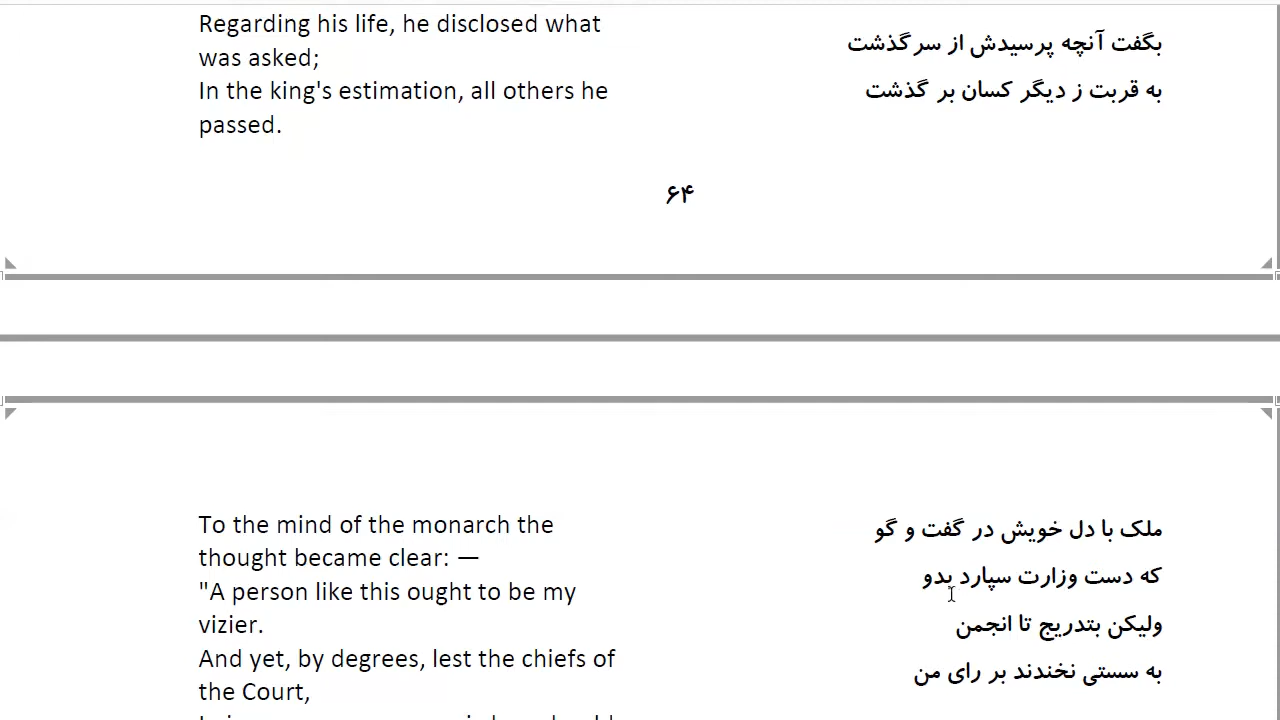 Regarding his life, he disclosed what
was asked;
In the king's estimation, all others he
passed.
بگفت آنچه پرسیدش از سرگذشت
به قربت ز دیگر کسان بر گذشت
۶۴
To the mind of the monarch the
thought became clear: —
"A person like this ought to be my
vizier.
And yet, by degrees, lest the chiefs of
the Court,
ملک با دل خویش در گفت و گو
که دست وزارت سپارد بدو
ولیکن بتدریج تا انجمن
به سستی نخندند بر رای من